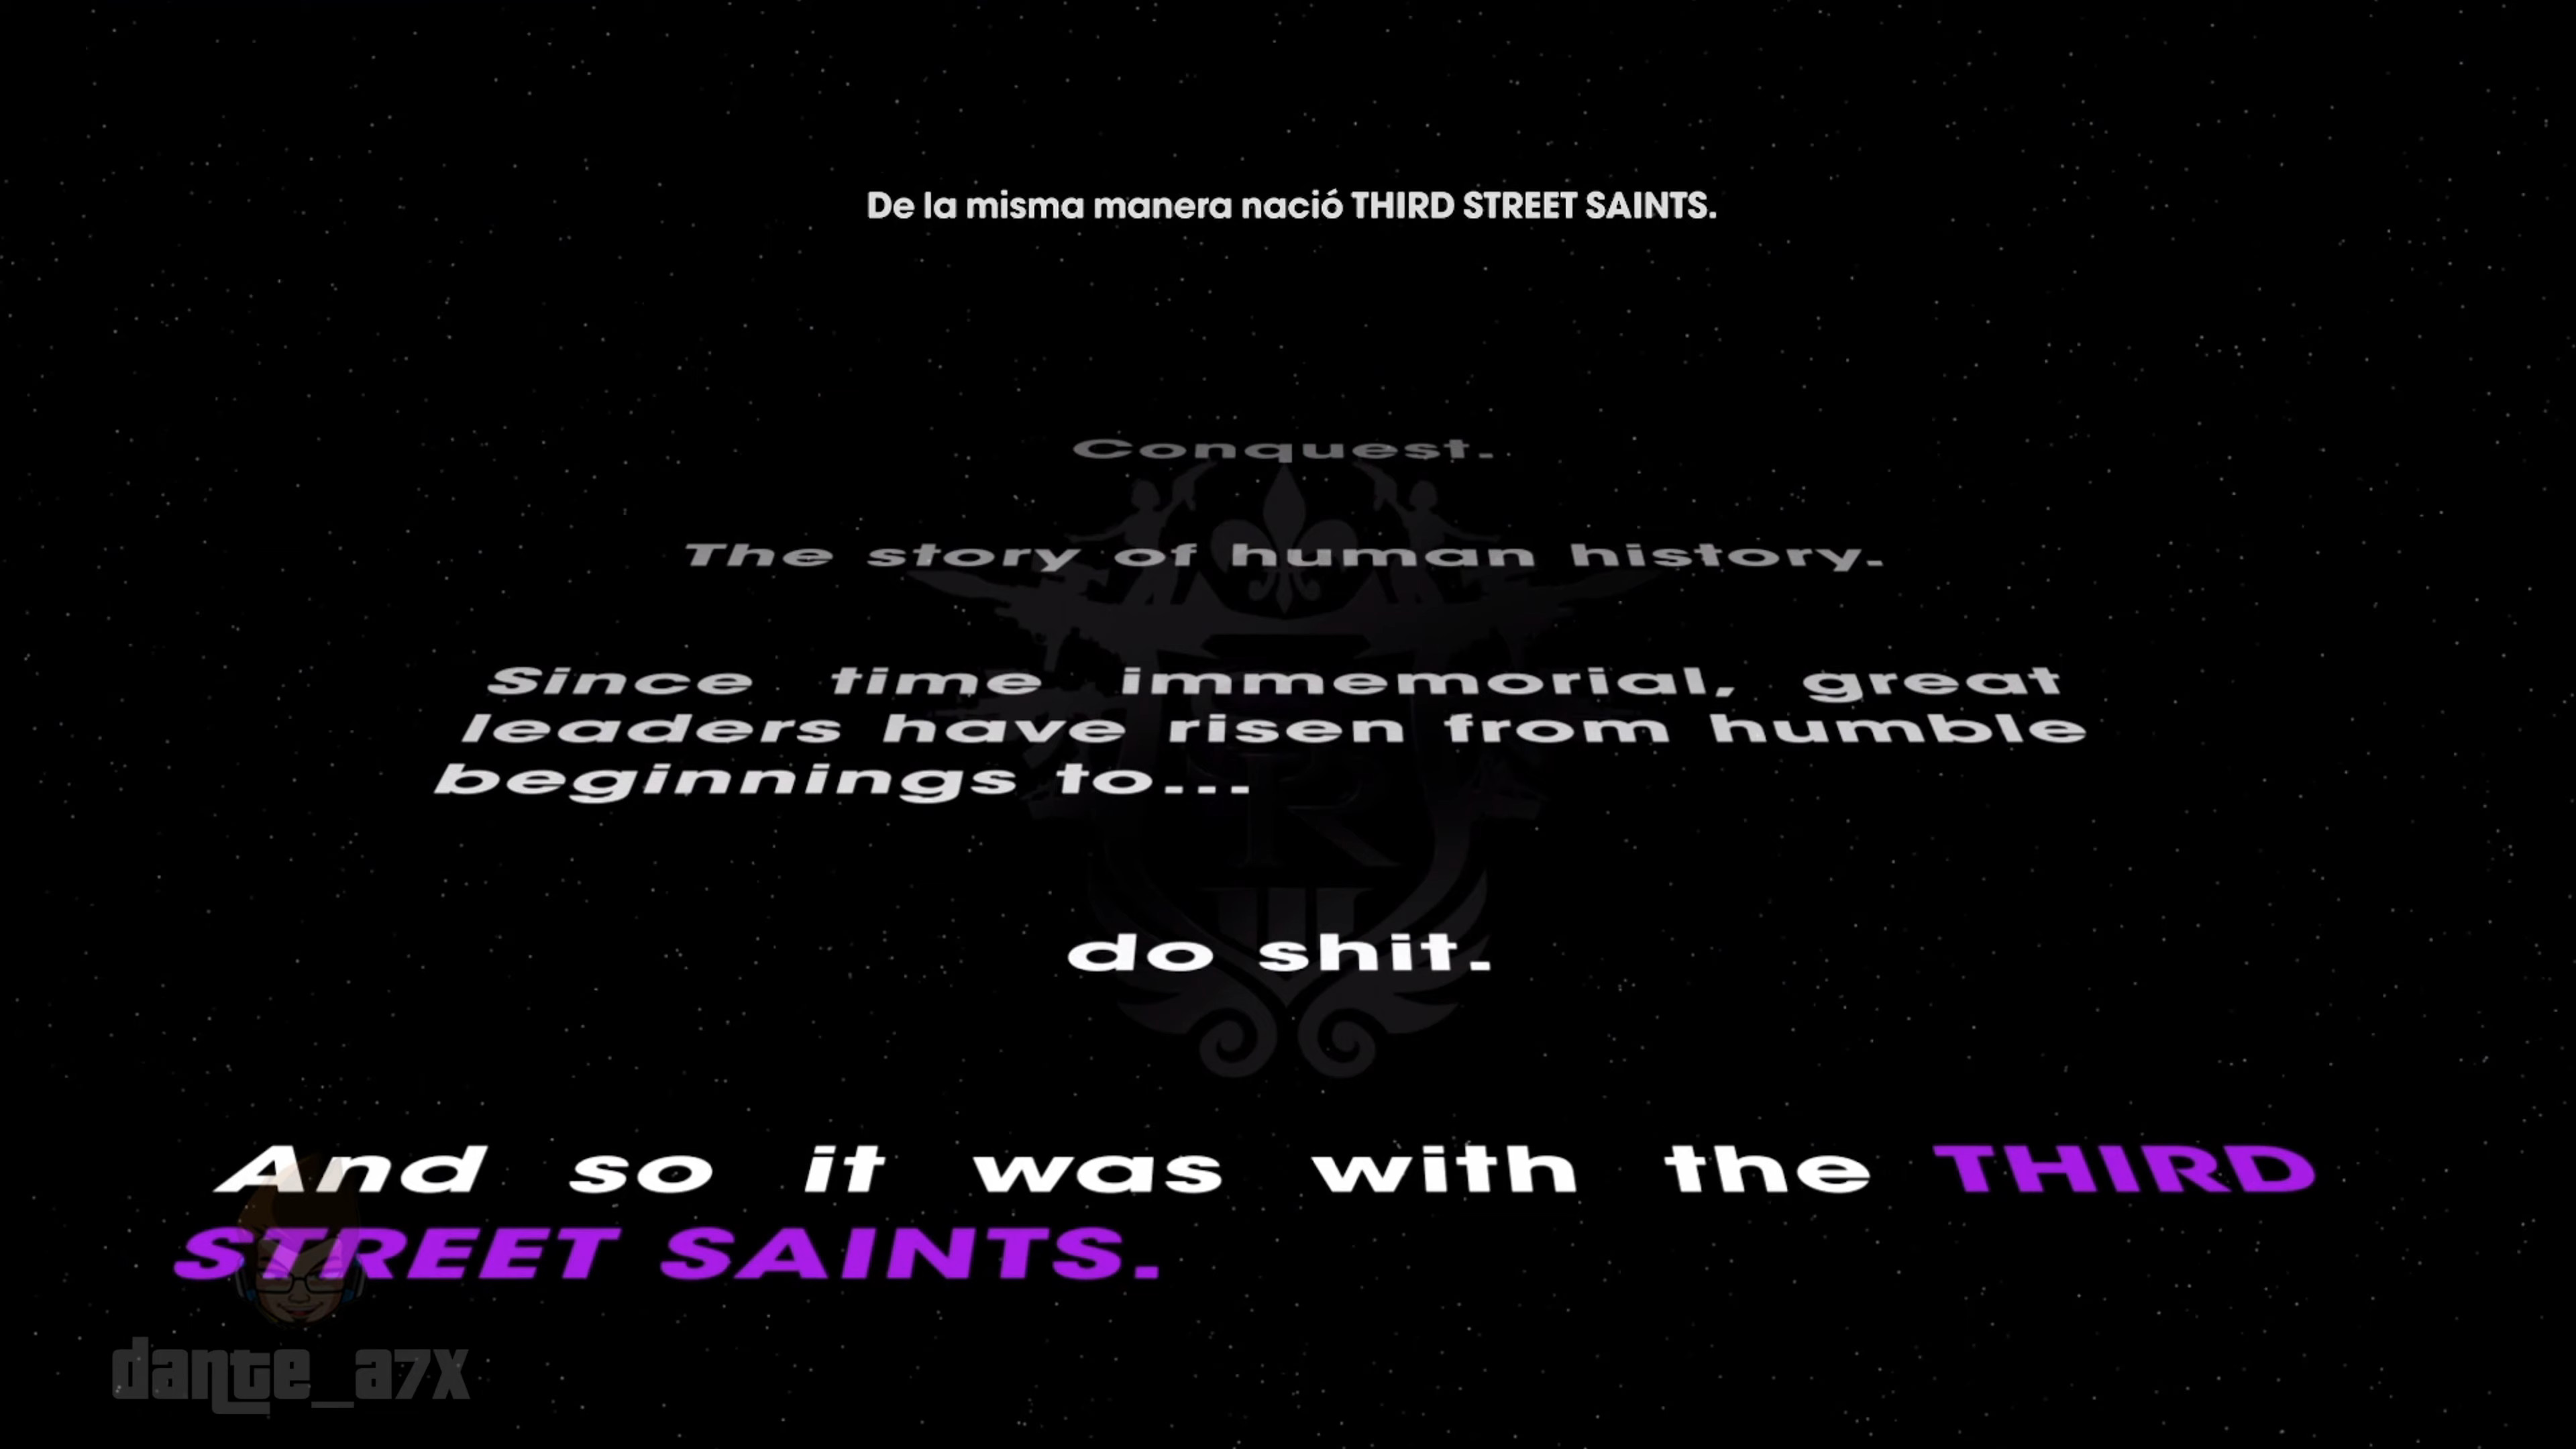 De la misma manera nació THIRD STREET SAINTS.
Conquest.
The story of human history.
Since time immemorial, great
leaders have risen from humble
beginnings to...
do shit.
And so it was with the THIRD
STREET SAINTS.
dante_a7x